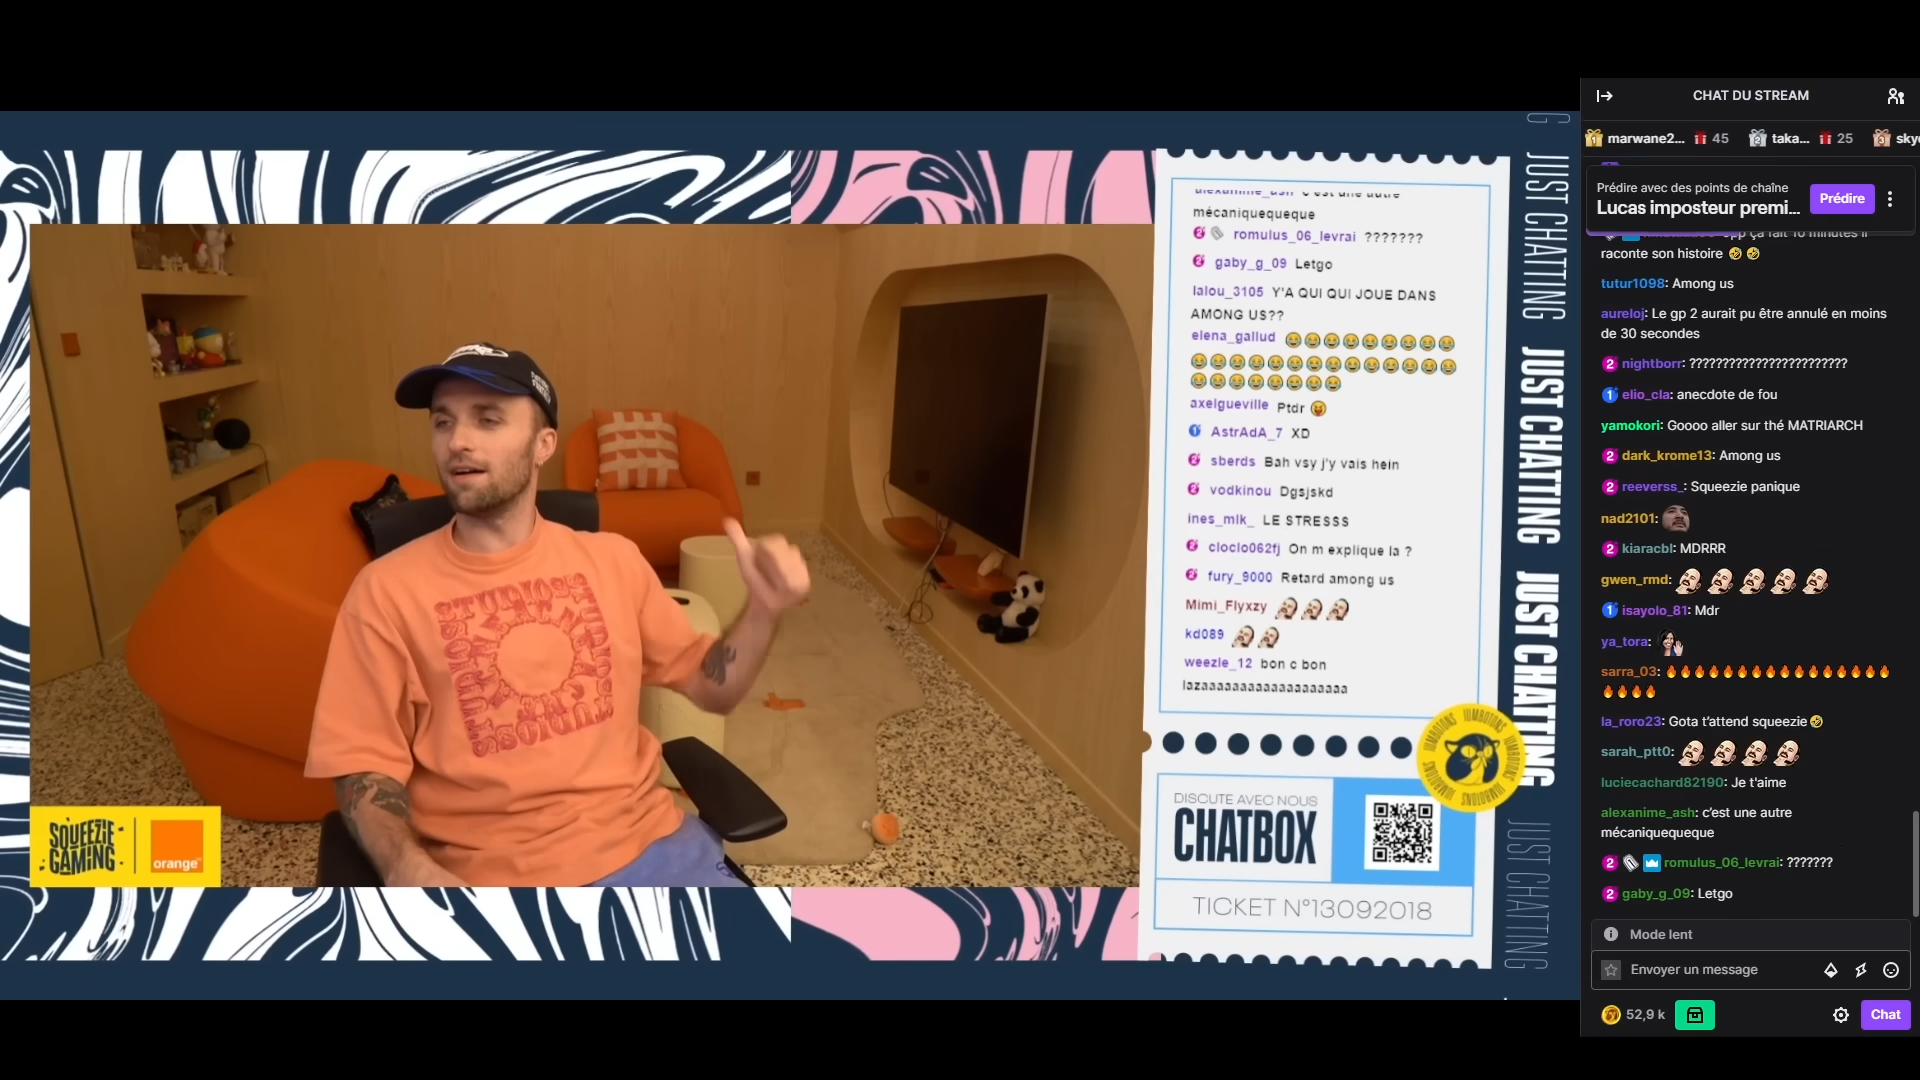 mécaniquequeque
romulus_06_levrai ???????
gaby_g_09 Letgo
lalou_3105 Y'A QUI QUI JOUE DANS
AMONG US??
elena_gallud 😂😂😂😂😂😂😂😂😂
😂😂😂😂😂😂😂😂😂😂😂😂😂😂
😂😂😂😂😂😂😂😂
axelgueville Ptdr 😝
AstrAdA_7 XD
sberds Bah vsy j'y vais hein
vodkinou Dgsjskd
ines_mlk_ LE STRESSS
cloclo062fj On m explique la ?
fury_9000 Retard among us
Mimi_Flyxzy
kd089
weezle_12 bon c bon
JUST CHATTING
JUST CHATTING
JUST CHATTING
JUST CHATTING
DISCUTE AVEC NOUS
CHATBOX
TICKET N°13092018
SQUEEZIE
GAMING
orange
CHAT DU STREAM
marwane2... 45 taka... 25 sky
Prédire avec des points de chaîne
Lucas imposteur premi...
Prédire
raconte son histoire 🤣 🤣
tutur1098: Among us
aureloj: Le gp 2 aurait pu être annulé en moins
de 30 secondes
nightborr: ????????????????????????
elio_cla: anecdote de fou
yamokori: Goooo aller sur thé MATRIARCH
dark_krome13: Among us
reeverss_: Squeezie panique
nad2101:
kiaracbl: MDRRR
gwen_rmd:
isayolo_81: Mdr
ya_tora:
sarra_03: 🔥🔥🔥🔥🔥🔥🔥🔥🔥🔥🔥🔥🔥🔥🔥🔥
🔥🔥🔥🔥
la_roro23: Gota t'attend squeezie🤣
sarah_ptt0:
luciecachard82190: Je t'aime
alexanime_ash: c'est une autre
mécaniquequeque
romulus_06_levrai: ???????
gaby_g_09: Letgo
Mode lent
Envoyer un message
52,9 k
Chat